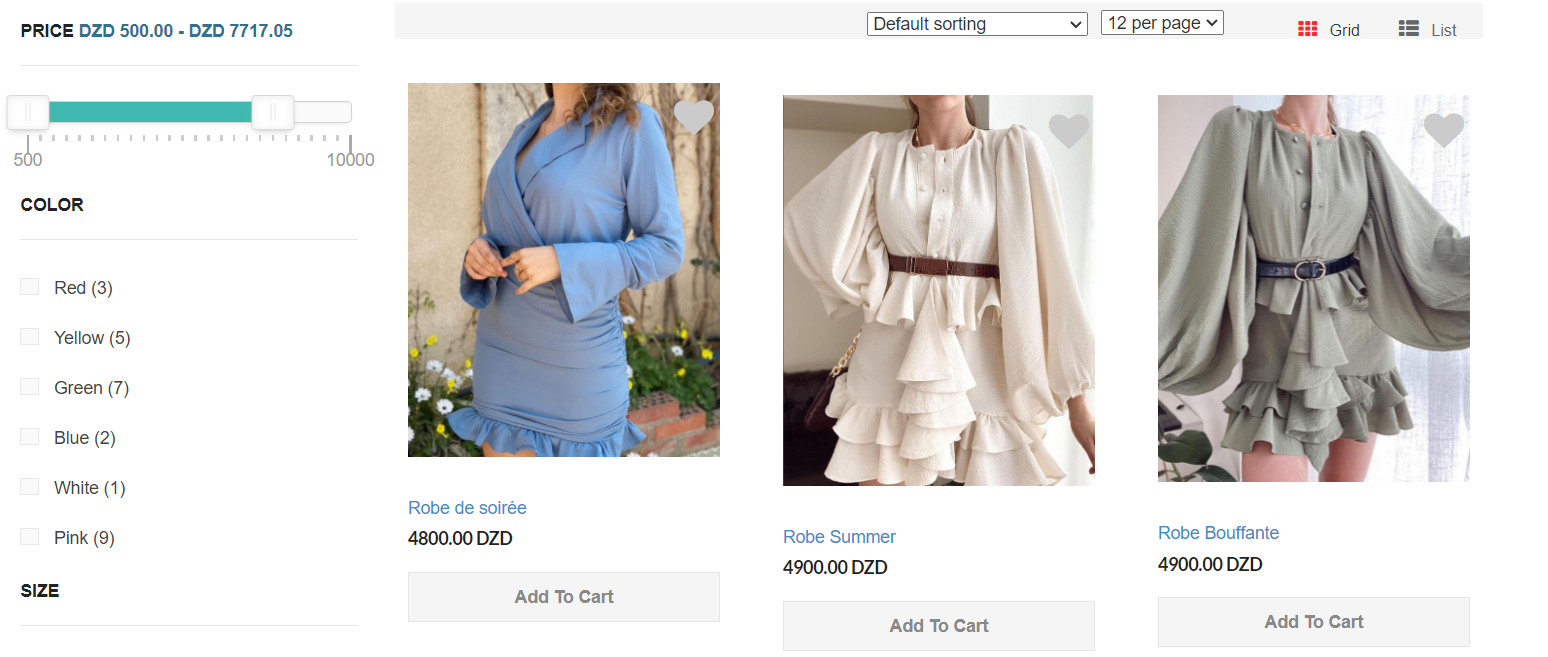 PRICE DZD 500.00 - DZD 7717.05
500 10000
COLOR
Red (3)
Yellow (5)
Green (7)
Blue (2)
White (1)
Pink (9)
SIZE
Default sorting
12 per page
Grid
List
Robe de soirée
4800.00 DZD
Add To Cart
Robe Summer
4900.00 DZD
Add To Cart
Robe Bouffante
4900.00 DZD
Add To Cart